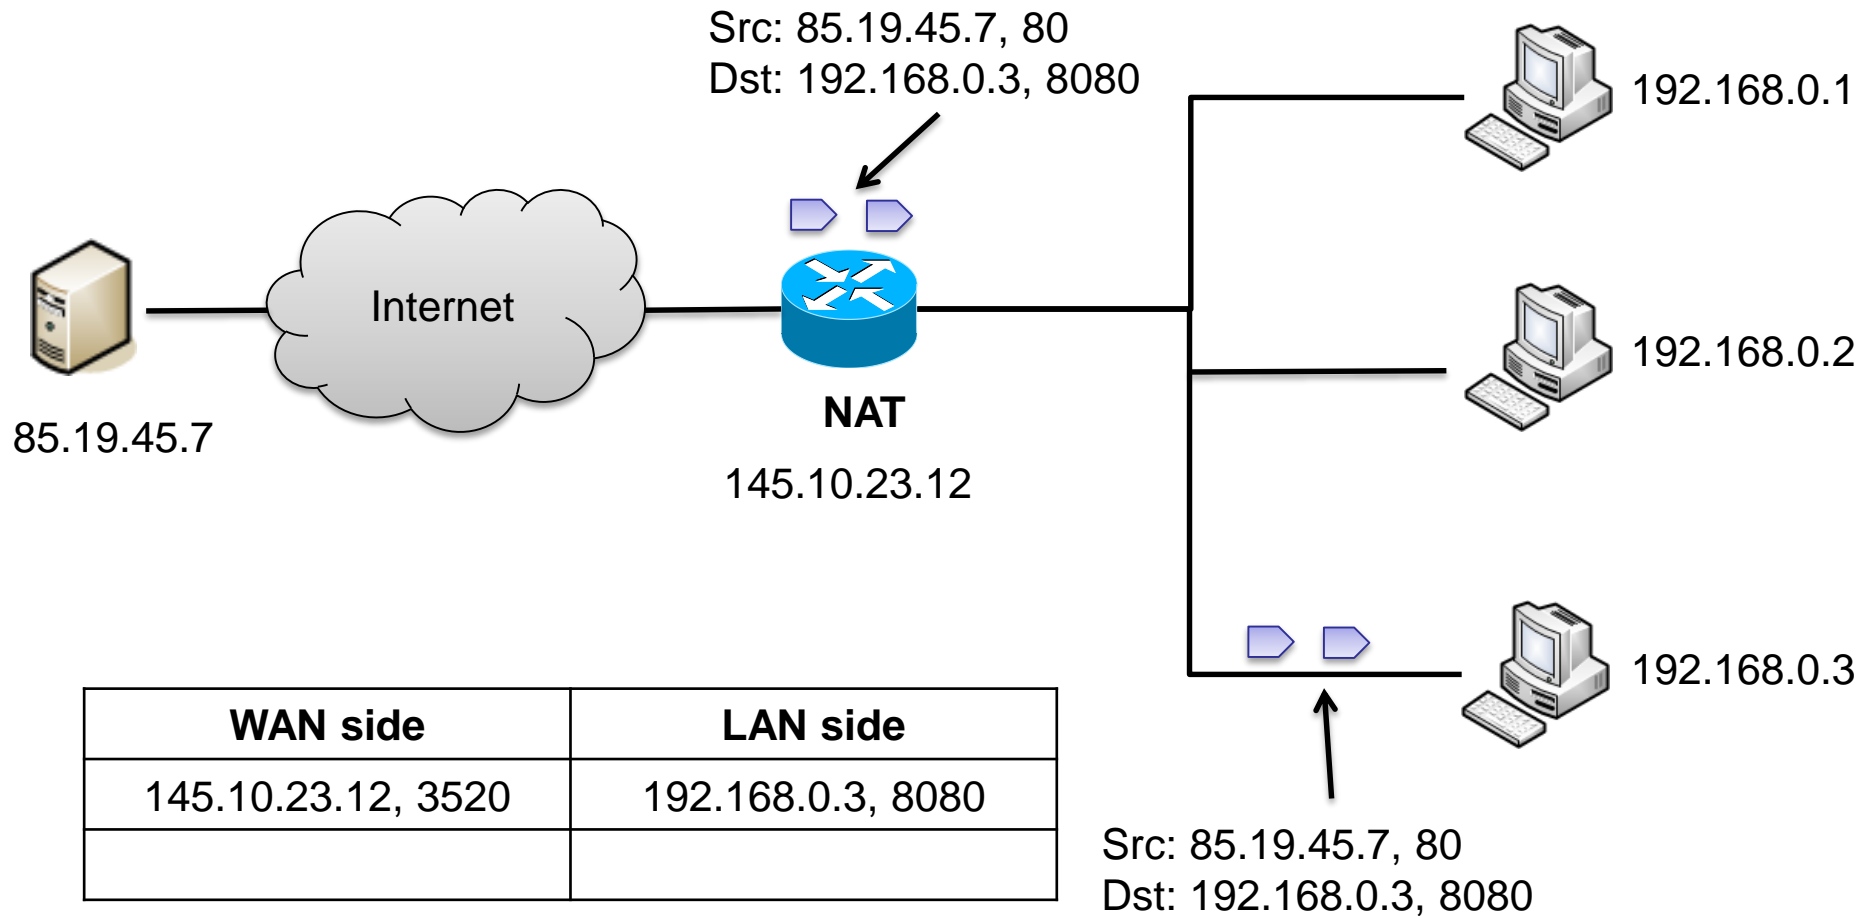 Src: 85.19.45.7, 80
Dst: 192.168.0.3, 8080
192.168.0.1
Internet
192.168.0.2
NAT
85.19.45.7
145.10.23.12
192.168.0.3
WAN side LAN side
145.10.23.12, 3520 192.168.0.3, 8080
Src: 85.19.45.7, 80
Dst: 192.168.0.3, 8080